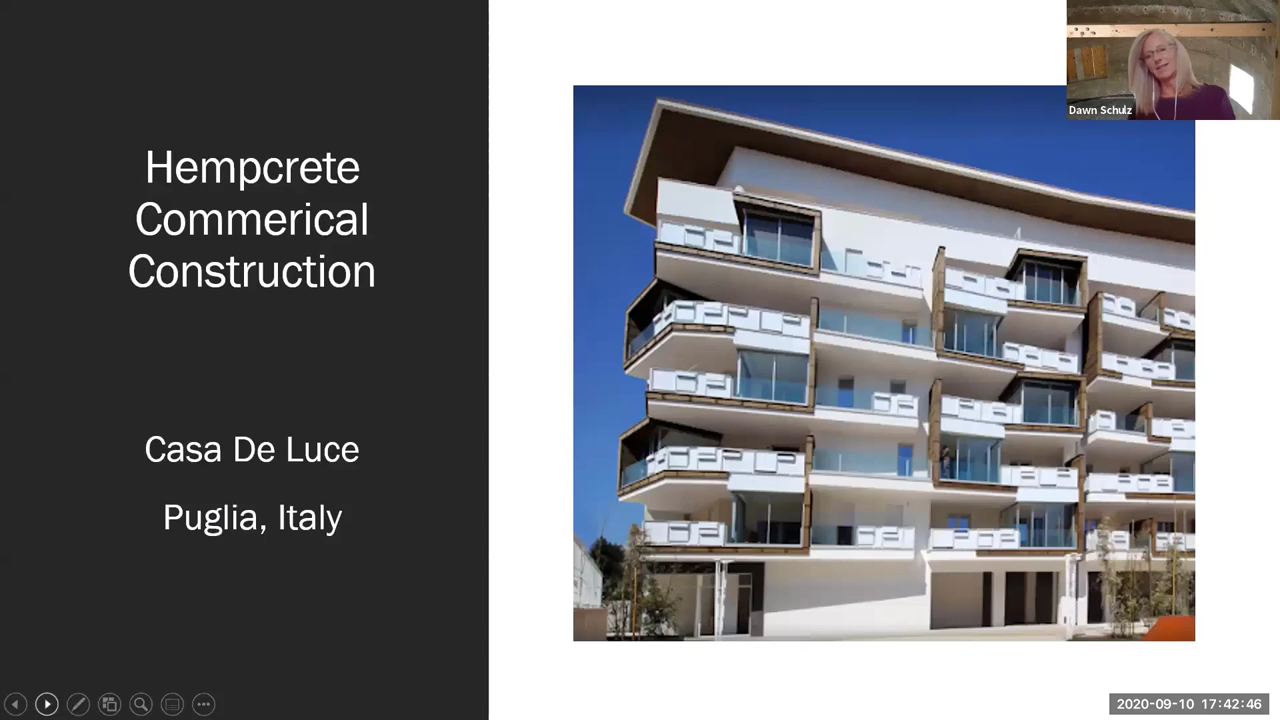 Hempcrete
Commerical
Construction
Casa De Luce
Puglia, Italy
Dawn Schulz
2020-09-10 17:42:46